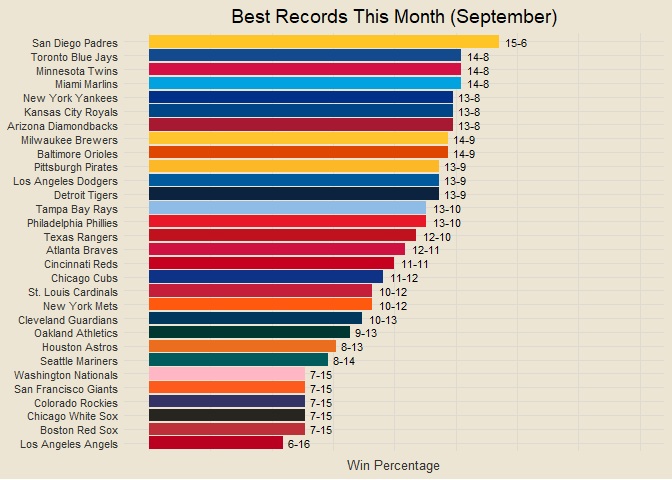 Best Records This Month (September)
San Diego Padres 15-6
Toronto Blue Jays 14-8
Minnesota Twins 14-8
Miami Marlins 14-8
New York Yankees 13-8
Kansas City Royals 13-8
Arizona Diamondbacks 13-8
Milwaukee Brewers 14-9
Baltimore Orioles 14-9
Pittsburgh Pirates 13-9
Los Angeles Dodgers 13-9
Detroit Tigers 13-9
Tampa Bay Rays 13-10
Philadelphia Phillies 13-10
Texas Rangers 12-10
Atlanta Braves 12-11
Cincinnati Reds 11-11
Chicago Cubs 11-12
St. Louis Cardinals 10-12
New York Mets 10-12
Cleveland Guardians 10-13
Oakland Athletics 9-13
Houston Astros 8-13
Seattle Mariners 8-14
Washington Nationals 7-15
San Francisco Giants 7-15
Colorado Rockies 7-15
Chicago White Sox 7-15
Boston Red Sox 7-15
Los Angeles Angels 6-16
Win Percentage